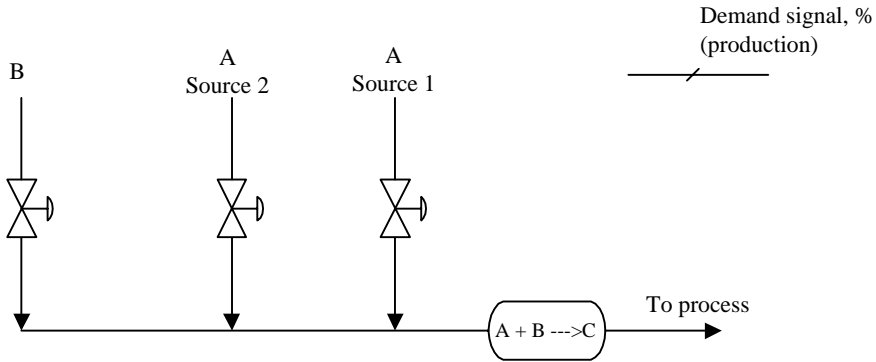 Demand signal, %
(production)
B
A
Source 2
A
Source 1
To process
A + B --->C